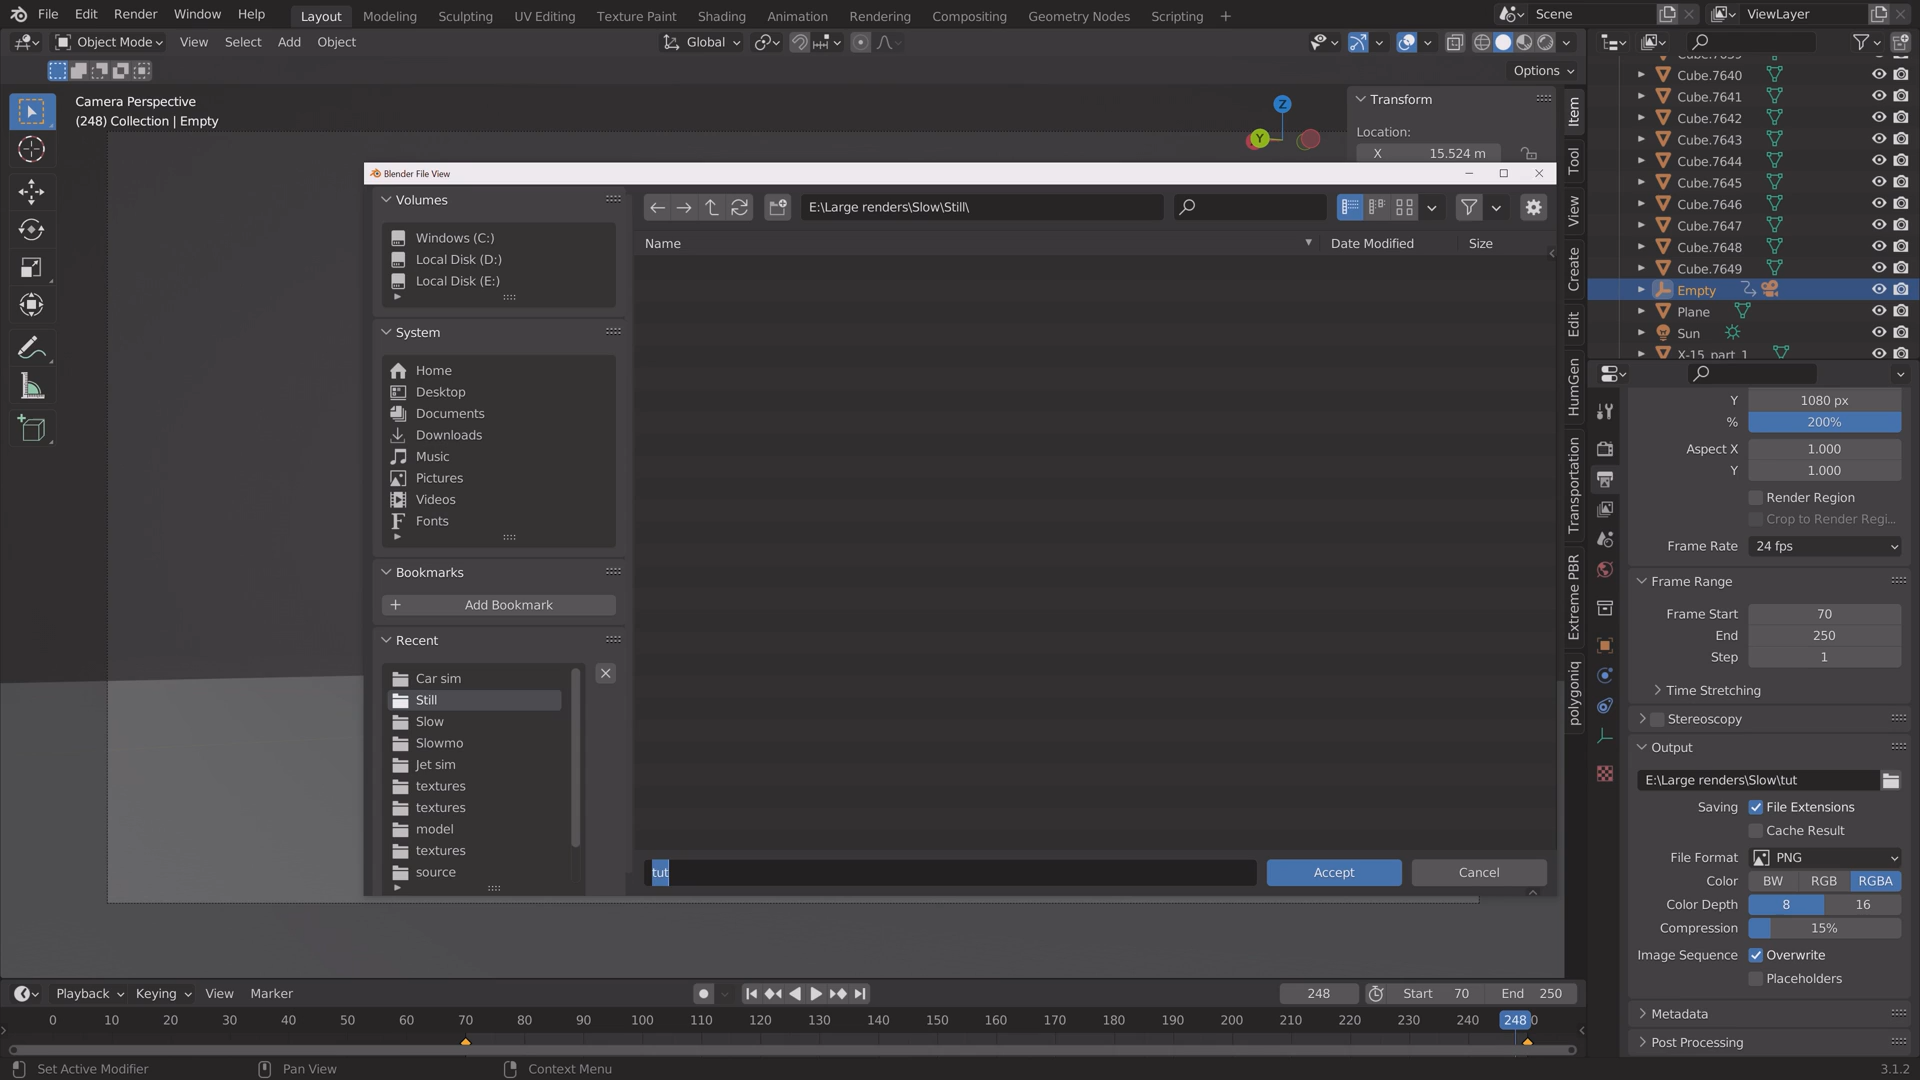 File Edit Render Window Help Layout Modeling Sculpting UV Editing Texture Paint Shading Animation Rendering Compositing Geometry Nodes Scripting + Scene ViewLayer
Object Mode View Select Add Object Global
Options
Camera Perspective
(248) Collection | Empty
Z
Y
Transform
Location:
X 15.524 m
Item
Tool
View
Create
Edit
HumGen
Transportation
Extreme PBR
polygoniq
Blender File View
Volumes
Windows (C:)
Local Disk (D:)
Local Disk (E:)
System
Home
Desktop
Documents
Downloads
Music
Pictures
Videos
Fonts
Bookmarks
Add Bookmark
Recent
Car sim
Still
Slow
Slowmo
Jet sim
textures
textures
model
textures
source
E:\Large renders\Slow\Still\
Name Date Modified Size
tut Accept Cancel
Cube.7640
Cube.7641
Cube.7642
Cube.7643
Cube.7644
Cube.7645
Cube.7646
Cube.7647
Cube.7648
Cube.7649
Empty
Plane
Sun
X-15_part_1
Y 1080 px
% 200%
Aspect X 1.000
Y 1.000
Render Region
Crop to Render Regi...
Frame Rate 24 fps
Frame Range
Frame Start 70
End 250
Step 1
Time Stretching
Stereoscopy
Output
E:\Large renders\Slow\tut
Saving File Extensions
Cache Result
File Format PNG
Color BW RGB RGBA
Color Depth 8 16
Compression 15%
Image Sequence Overwrite
Placeholders
Metadata
Post Processing
Playback Keying View Marker 248 Start 70 End 250
0 10 20 30 40 50 60 70 80 90 100 110 120 130 140 150 160 170 180 190 200 210 220 230 240 248 0
Set Active Modifier Pan View Context Menu 3.1.2